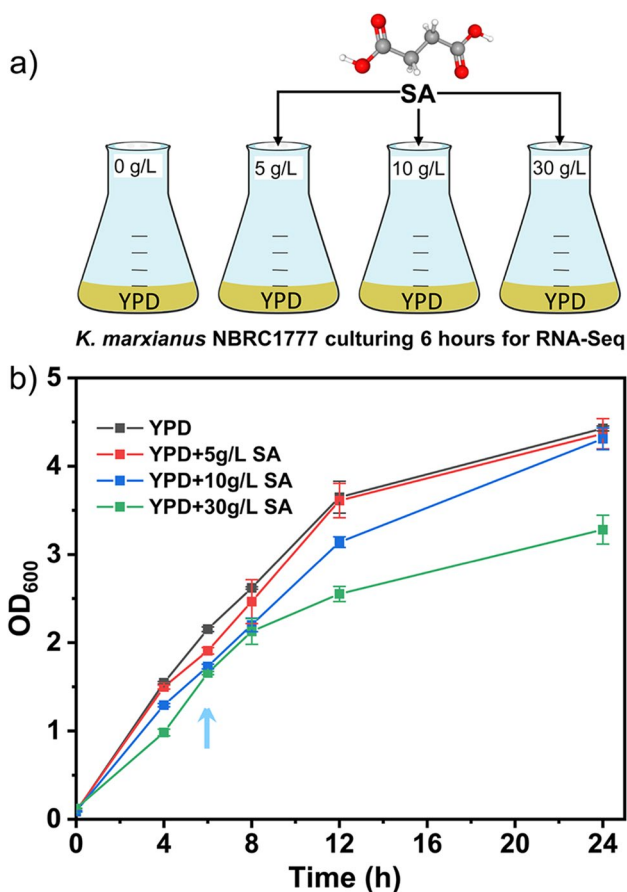 a)
SA
0 g/L 5 g/L 10 g/L 30 g/L
YPD YPD YPD YPD
K. marxianus NBRC1777 culturing 6 hours for RNA-Seq
b)
YPD
YPD+5g/L SA
YPD+10g/L SA
YPD+30g/L SA
OD600
5
4
3
2
1
0
0 4 8 12 16 20 24
Time (h)